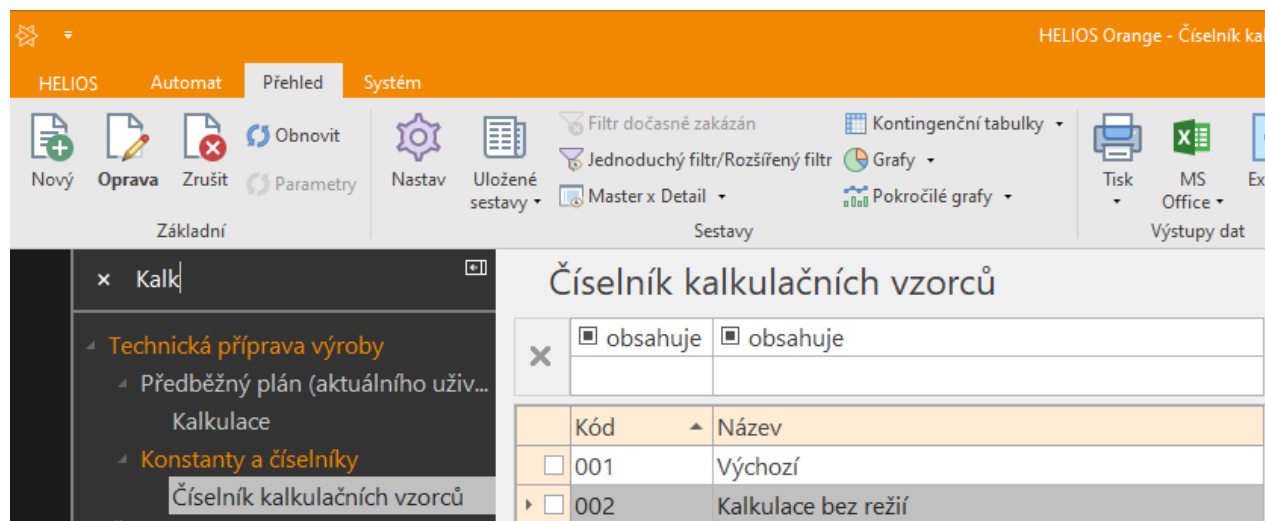 HELIOS Orange - Číselník kal
HELIOS Automat Přehled Systém
Nový
Oprava
Zrušit
Obnovit
Parametry
Základní
Nastav
Uložené
sestavy
Filtr dočasně zakázán
Jednoduchý filtr/Rozšířený filtr
Master x Detail
Kontingenční tabulky
Grafy
Pokročilé grafy
Sestavy
Tisk
MS
Office
Ex
Výstupy dat
Kalk
Technická příprava výroby
Předběžný plán (aktuálního uživ...
Kalkulace
Konstanty a číselníky
Číselník kalkulačních vzorců
Číselník kalkulačních vzorců
obsahuje obsahuje
Kód Název
001 Výchozí
002 Kalkulace bez režií